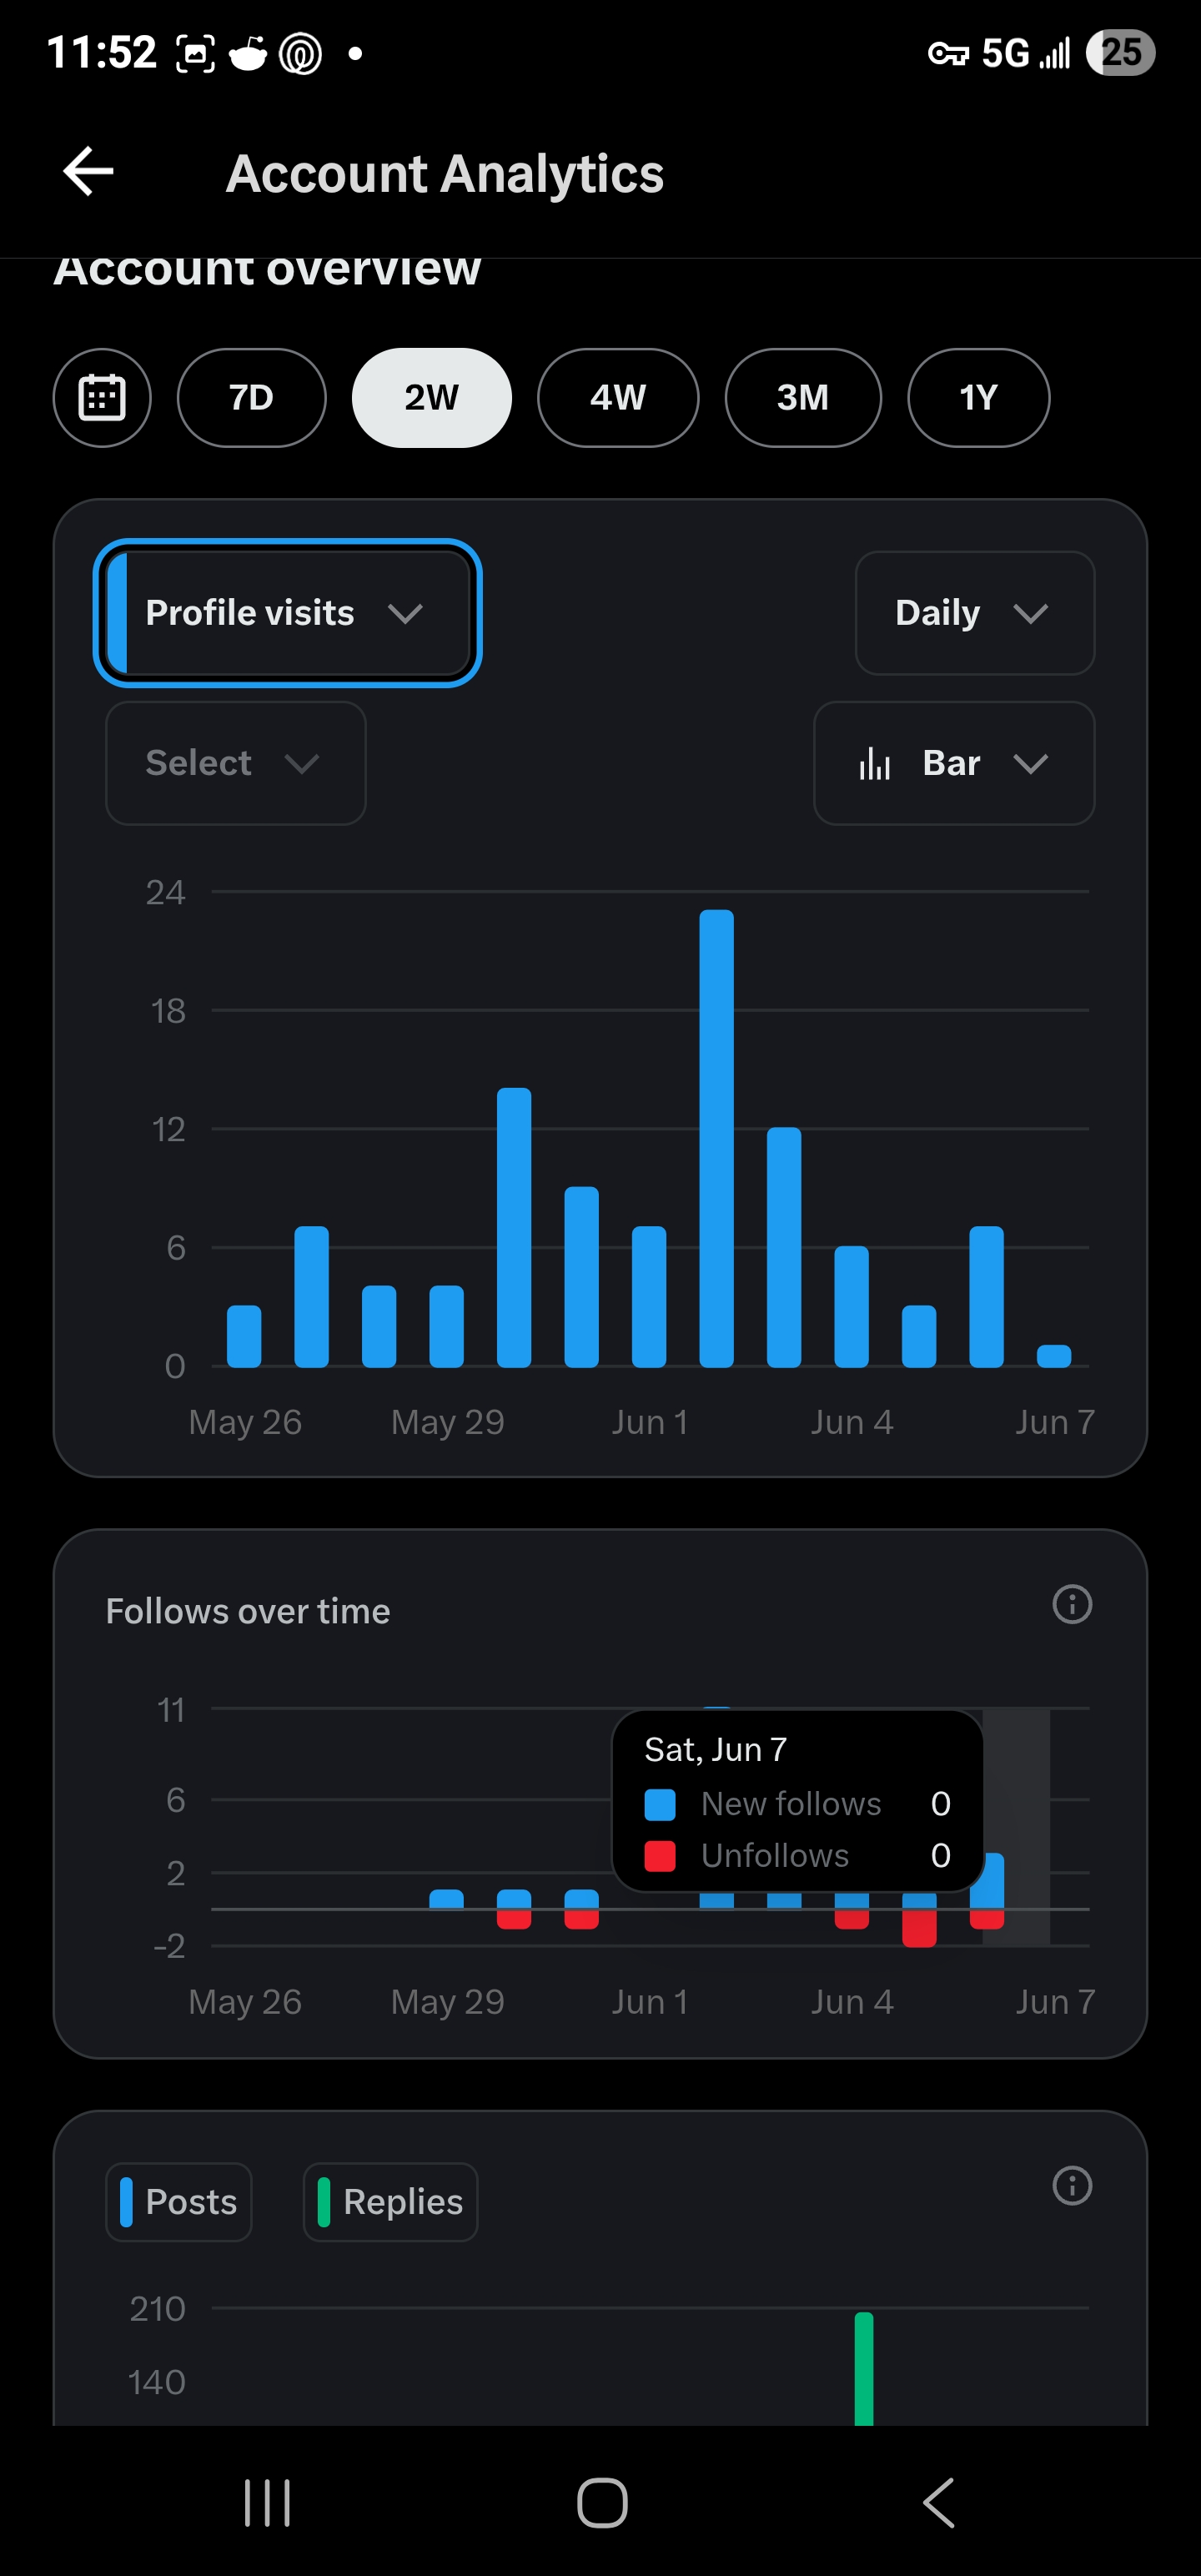 11:52 5G 25
Account Analytics
Account overview
7D 2W 4W 3M 1Y
Profile visits Daily
Select Bar
24
18
12
6
0
May 26 May 29 Jun 1 Jun 4 Jun 7
Follows over time
11
6
2
-2
Sat, Jun 7
New follows 0
Unfollows 0
May 26 May 29 Jun 1 Jun 4 Jun 7
Posts Replies
210
140